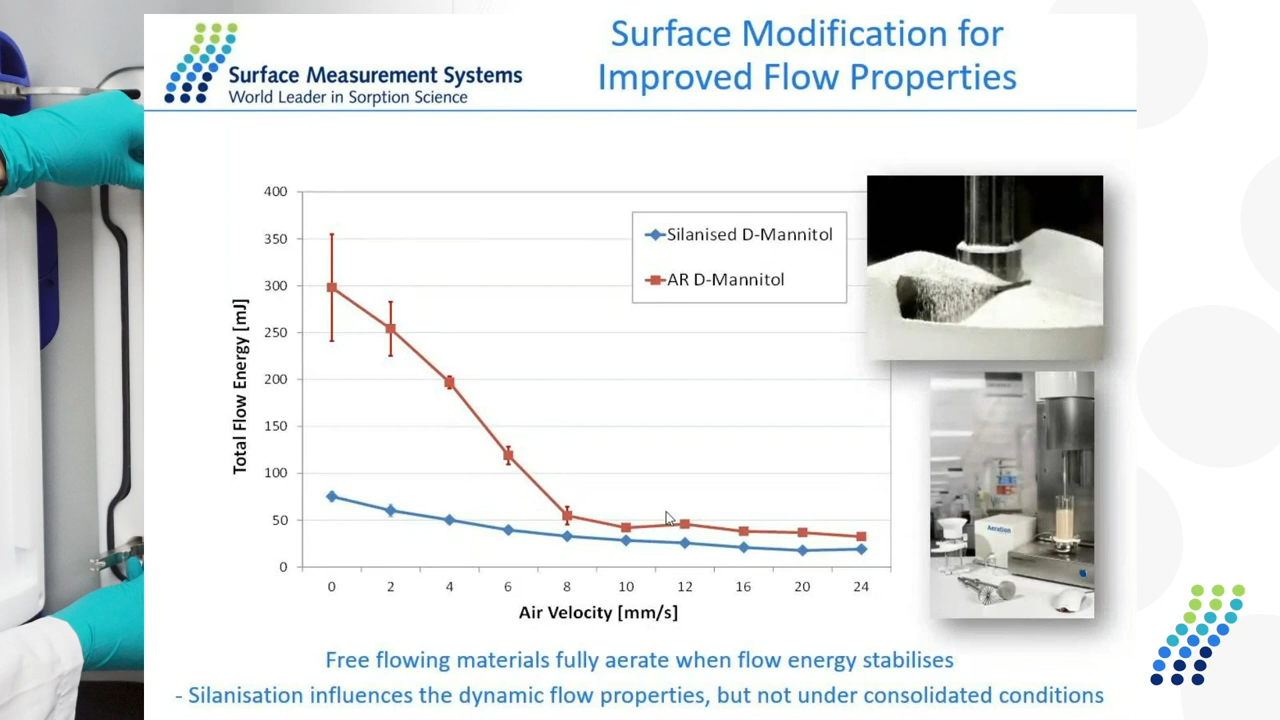 Surface Measurement Systems
World Leader in Sorption Science
Surface Modification for
Improved Flow Properties
400
350
300
250
200
150
100
50
0
Total Flow Energy [mJ]
Silanised D-Mannitol
AR D-Mannitol
0 2 4 6 8 10 12 16 20 24
Air Velocity [mm/s]
Aeration
Free flowing materials fully aerate when flow energy stabilises
- Silanisation influences the dynamic flow properties, but not under consolidated conditions